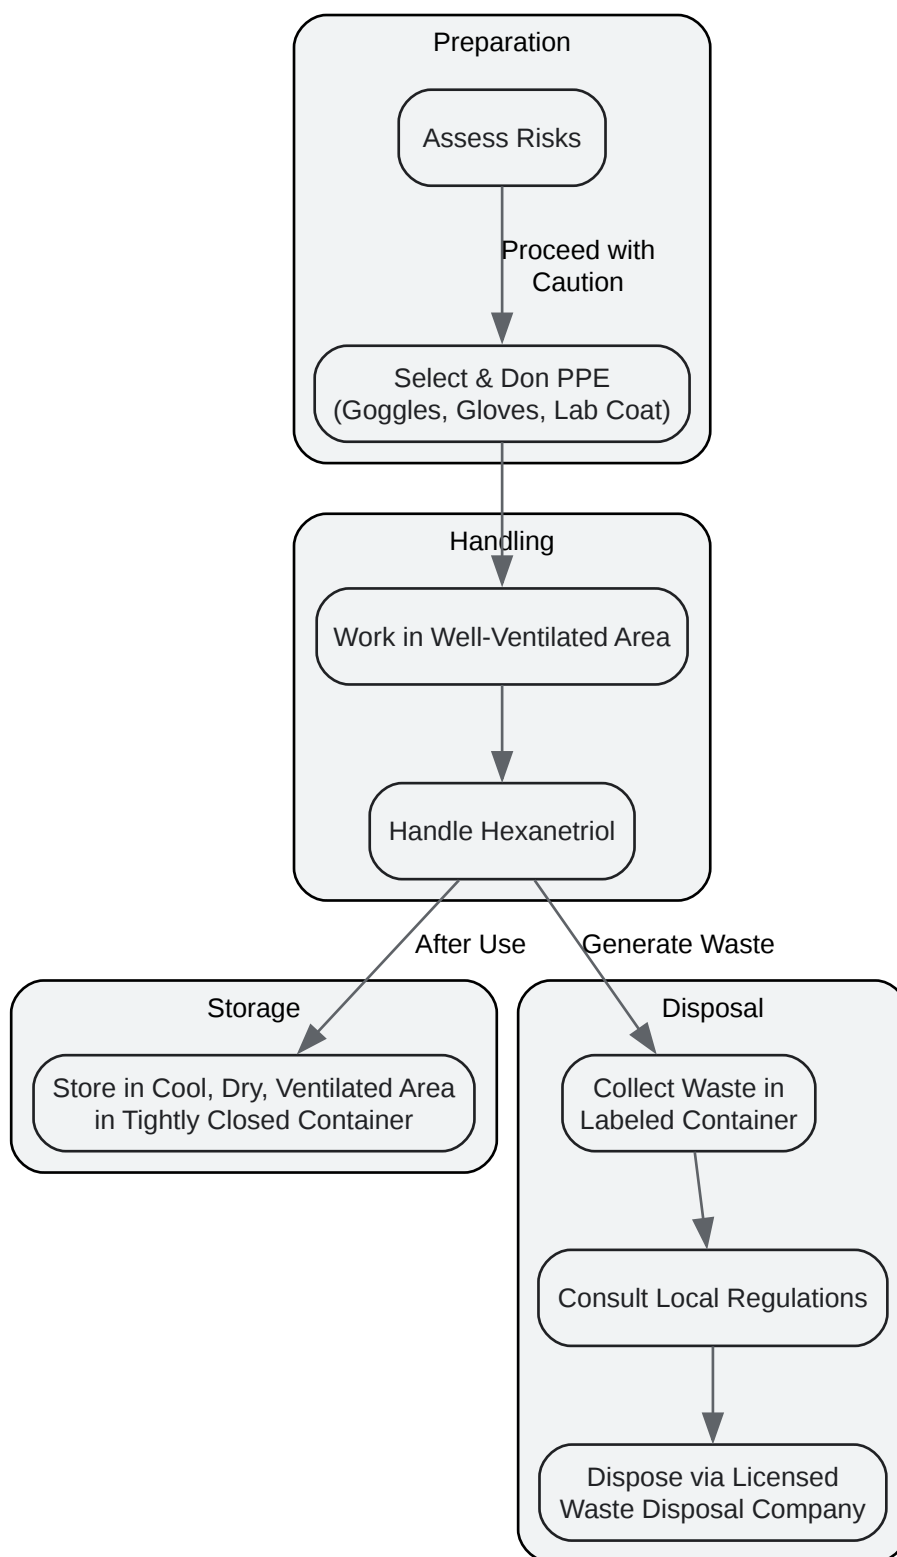 Preparation
Assess Risks
Proceed with
Caution
Select & Don PPE
(Goggles, Gloves, Lab Coat)
Handling
Work in Well-Ventilated Area
Handle Hexanetriol
After Use
Generate Waste
Storage
Store in Cool, Dry, Ventilated Area
in Tightly Closed Container
Disposal
Collect Waste in
Labeled Container
Consult Local Regulations
Dispose via Licensed
Waste Disposal Company